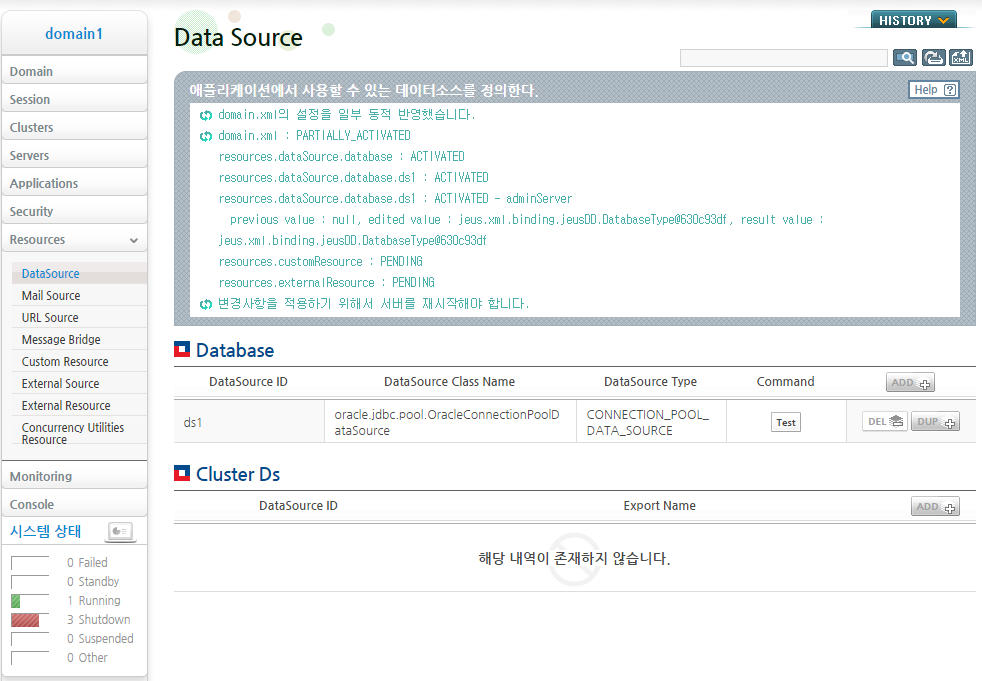 domain1
Domain
Session
Clusters
Servers
Applications
Security
Resources
DataSource
Mail Source
URL Source
Message Bridge
Custom Resource
External Source
External Resource
Concurrency Utilities
Resource
Monitoring
Console
시스템 상태
0 Failed
0 Standby
1 Running
3 Shutdown
0 Suspended
0 Other
HISTORY
Data Source
XML
애플리케이션에서 사용할 수 있는 데이터소스를 정의한다.
Help ?
domain.xml의 설정을 일부 동적 반영했습니다.
domain.xml : PARTIALLY_ACTIVATED
resources.dataSource.database : ACTIVATED
resources.dataSource.database.ds1 : ACTIVATED
resources.dataSource.database.ds1 : ACTIVATED - adminServer
previous value : null, edited value : jeus.xml.binding.jeusDD.DatabaseType@630c93df, result value :
jeus.xml.binding.jeusDD.DatabaseType@630c93df
resources.customResource : PENDING
resources.externalResource : PENDING
변경사항을 적용하기 위해서 서버를 재시작해야 합니다.
Database
DataSource ID DataSource Class Name DataSource Type Command ADD
ds1 oracle.jdbc.pool.OracleConnectionPoolD CONNECTION_POOL_ Test DEL DUP
ataSource DATA_SOURCE
Cluster Ds
DataSource ID Export Name ADD
해당 내역이 존재하지 않습니다.